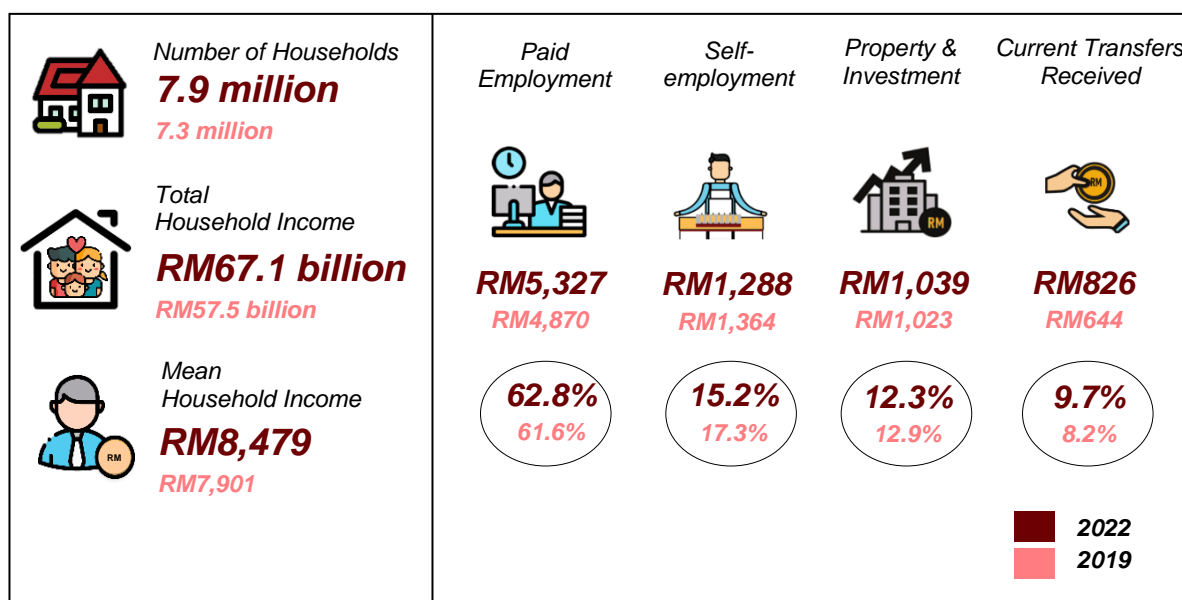 Number of Households
7.9 million
7.3 million
Total
Household Income
RM67.1 billion
RM57.5 billion
Mean
Household Income
RM8,479
RM7,901
RM
Paid
Employment
RM5,327
RM4,870
62.8%
61.6%
Self-
employment
RM1,288
RM1,364
15.2%
17.3%
Property &
Investment
RM
RM1,039
RM1,023
12.3%
12.9%
Current Transfers
Received
RM
RM826
RM644
9.7%
8.2%
2022
2019